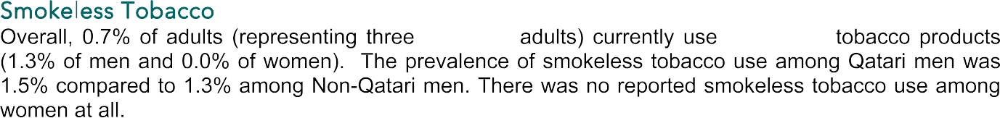 Smokeless Tobacco
Overall, 0.7% of adults (representing three adults) currently use tobacco products
(1.3% of men and 0.0% of women). The prevalence of smokeless tobacco use among Qatari men was
1.5% compared to 1.3% among Non-Qatari men. There was no reported smokeless tobacco use among
women at all.